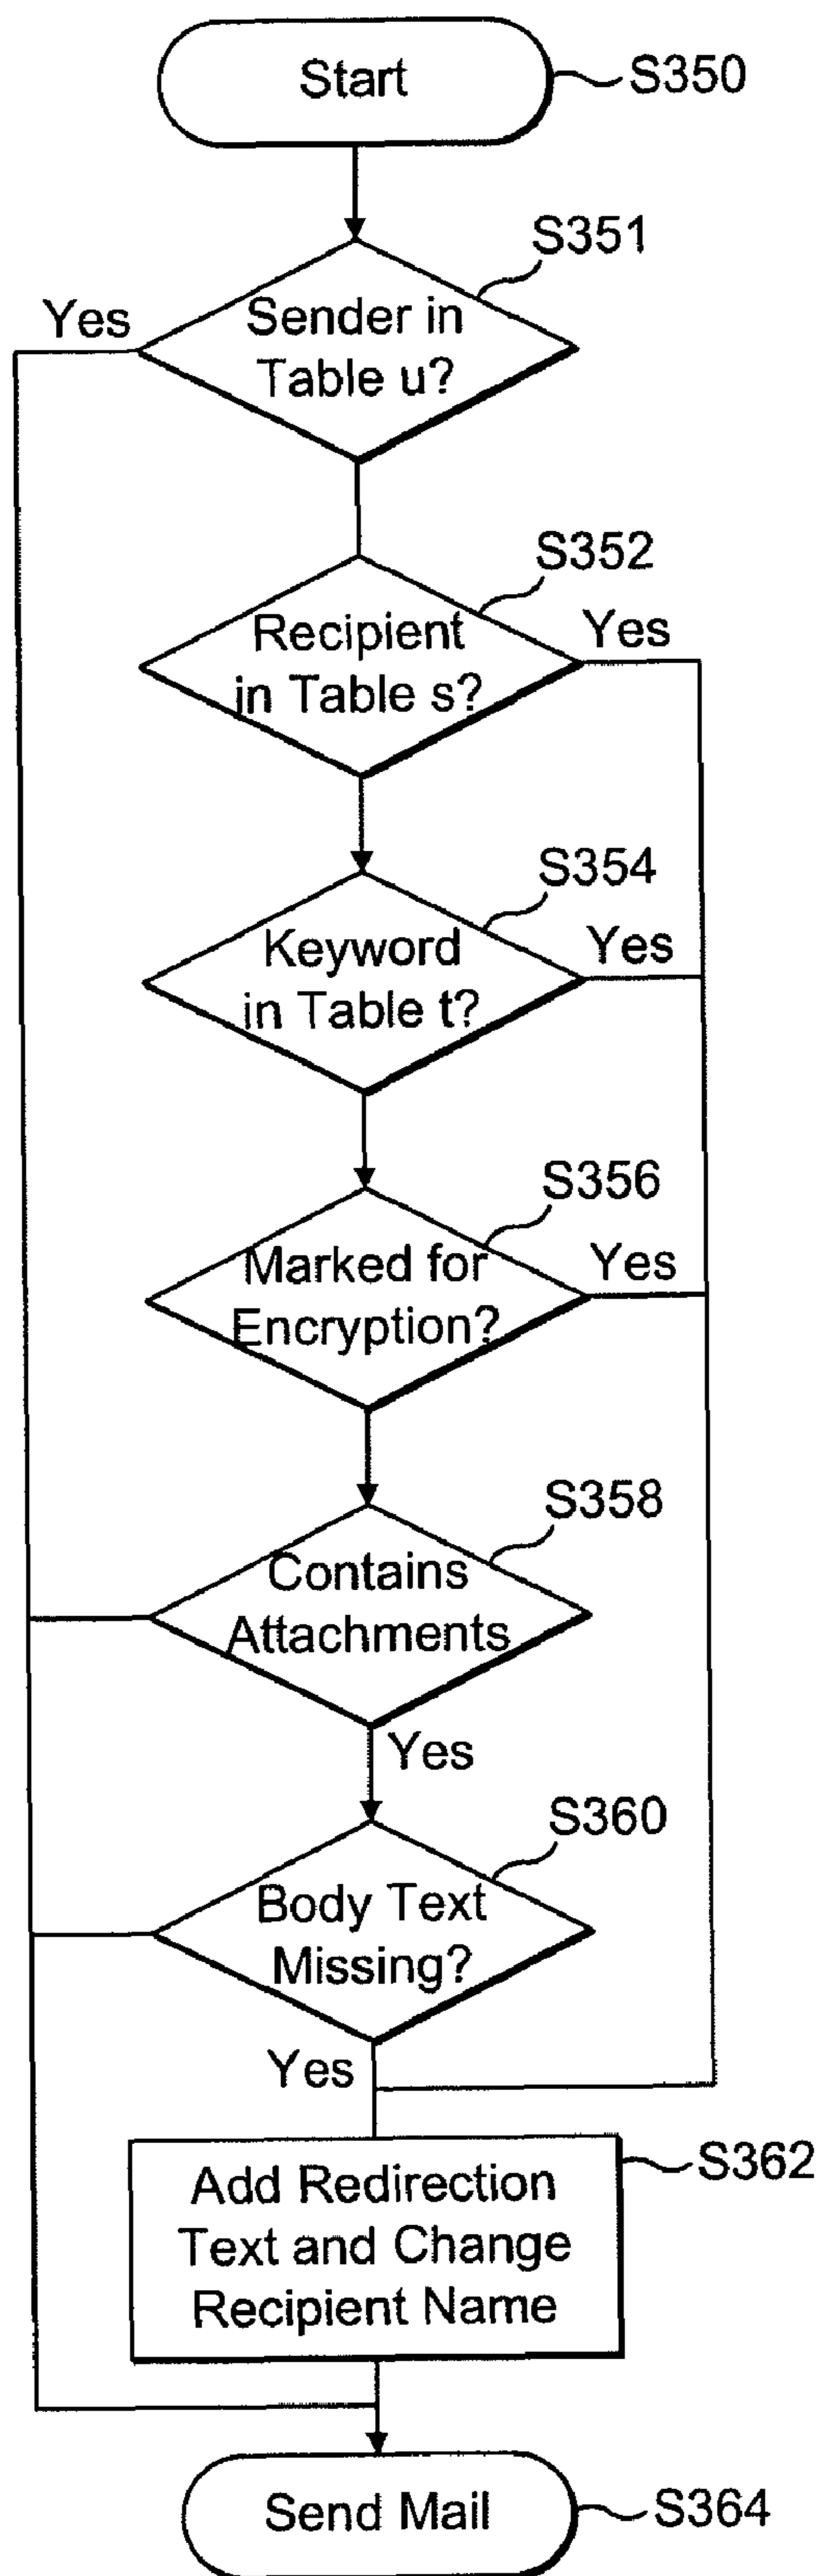 Start
S350
S351
Yes
Sender in
Table u?
S352
Recipient
in Table s?
Yes
S354
Keyword
in Table t?
Yes
S356
Marked for
Encryption?
Yes
S358
Contains
Attachments
Yes
S360
Body Text
Missing?
Yes
S362
Add Redirection
Text and Change
Recipient Name
Send Mail
S364